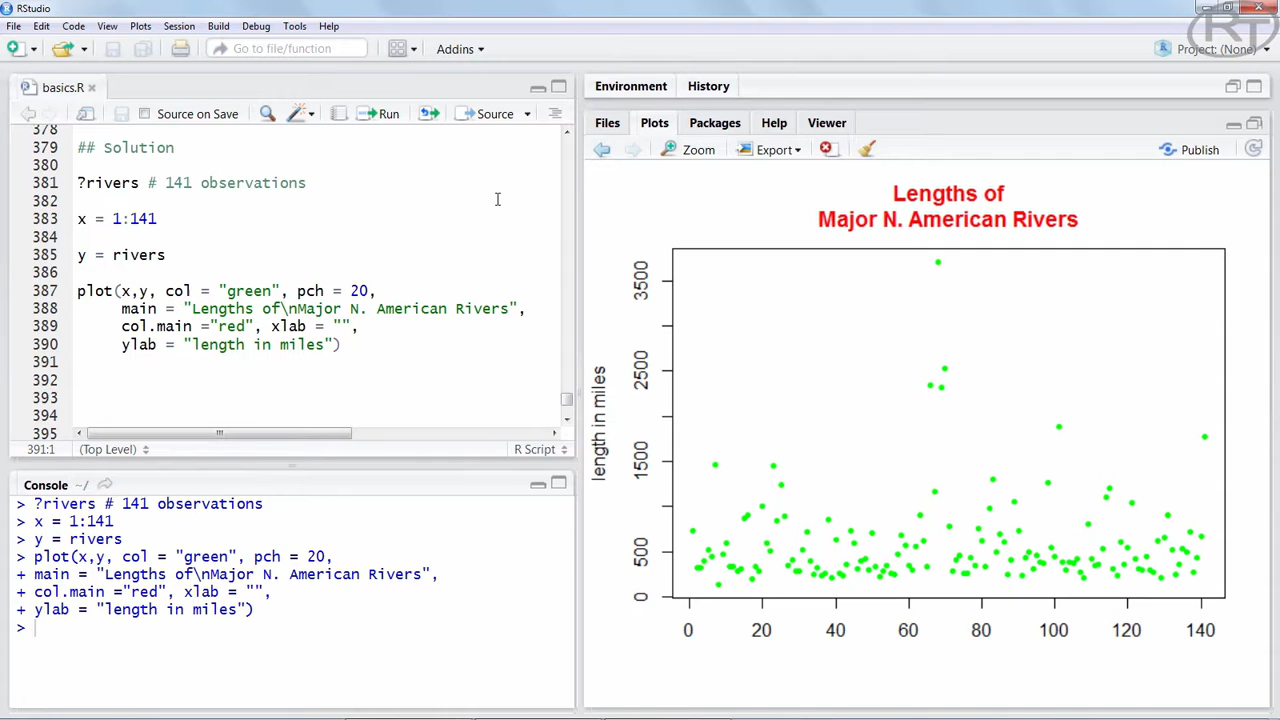 RStudio
File Edit Code View Plots Session Build Debug Tools Help
Go to file/function
Addins
Project: (None)
RT
basics.R
Source on Save
Run
Source
378
379 ## Solution
380
381 ?rivers # 141 observations
382
383 x = 1:141
384
385 y = rivers
386
387 plot(x,y, col = "green", pch = 20,
388 main = "Lengths of\nMajor N. American Rivers",
389 col.main ="red", xlab = "",
390 ylab = "length in miles")
391
392
393
394
395
391:1 (Top Level) R Script
Console ~/
> ?rivers # 141 observations
> x = 1:141
> y = rivers
> plot(x,y, col = "green", pch = 20,
+ main = "Lengths of\nMajor N. American Rivers",
+ col.main ="red", xlab = "",
+ ylab = "length in miles")
>
Environment History
Files Plots Packages Help Viewer
Zoom Export Publish
Lengths of
Major N. American Rivers
length in miles
3500
2500
1500
500
0
0 20 40 60 80 100 120 140